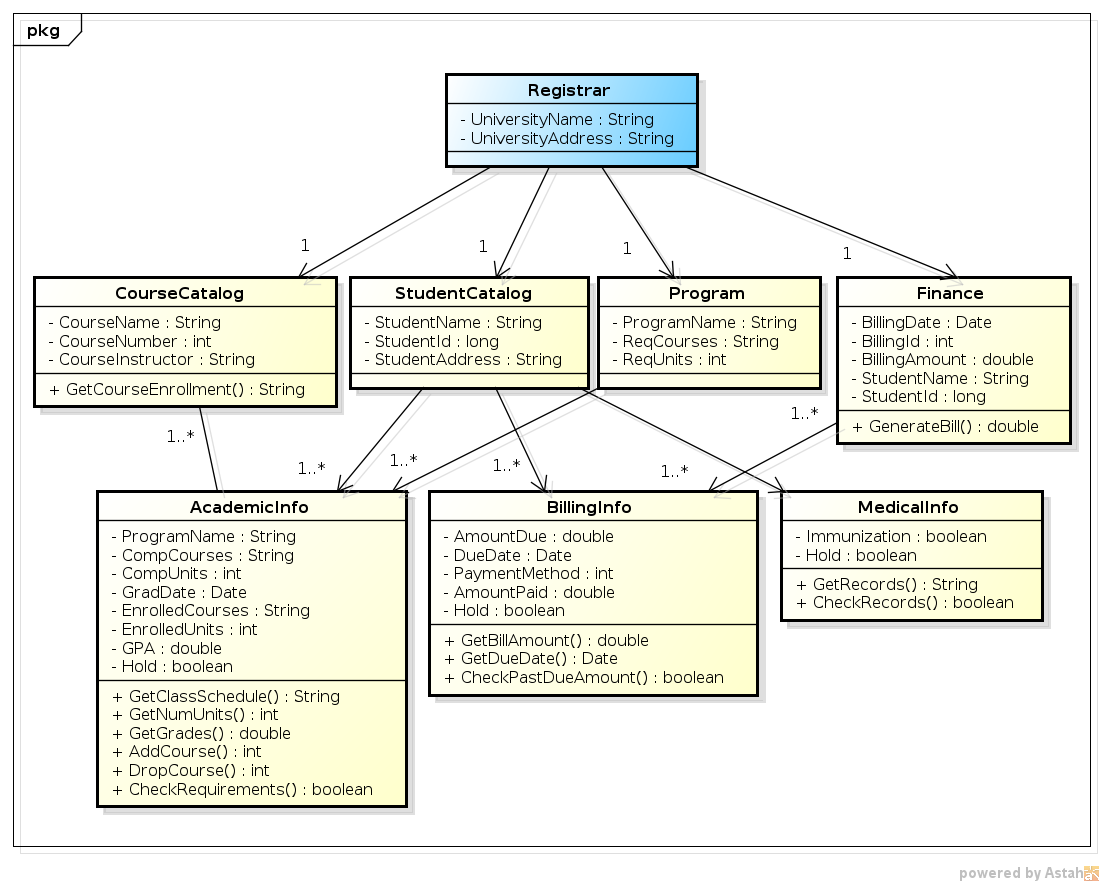 pkg
Registrar
- UniversityName : String
- UniversityAddress : String
1
1
1
1
CourseCatalog
- CourseName : String
- CourseNumber : int
- CourseInstructor : String
+ GetCourseEnrollment() : String
StudentCatalog
- StudentName : String
- StudentId : long
- StudentAddress : String
Program
- ProgramName : String
- ReqCourses : String
- ReqUnits : int
Finance
- BillingDate : Date
- BillingId : int
- BillingAmount : double
- StudentName : String
- StudentId : long
+ GenerateBill() : double
1..*
1..*
1..*
1..*
1..*
1..*
AcademicInfo
- ProgramName : String
- CompCourses : String
- CompUnits : int
- GradDate : Date
- EnrolledCourses : String
- EnrolledUnits : int
- GPA : double
- Hold : boolean
+ GetClassSchedule() : String
+ GetNumUnits() : int
+ GetGrades() : double
+ AddCourse() : int
+ DropCourse() : int
+ CheckRequirements() : boolean
BillingInfo
- AmountDue : double
- DueDate : Date
- PaymentMethod : int
- AmountPaid : double
- Hold : boolean
+ GetBillAmount() : double
+ GetDueDate() : Date
+ CheckPastDueAmount() : boolean
MedicalInfo
- Immunization : boolean
- Hold : boolean
+ GetRecords() : String
+ CheckRecords() : boolean
powered by Astah